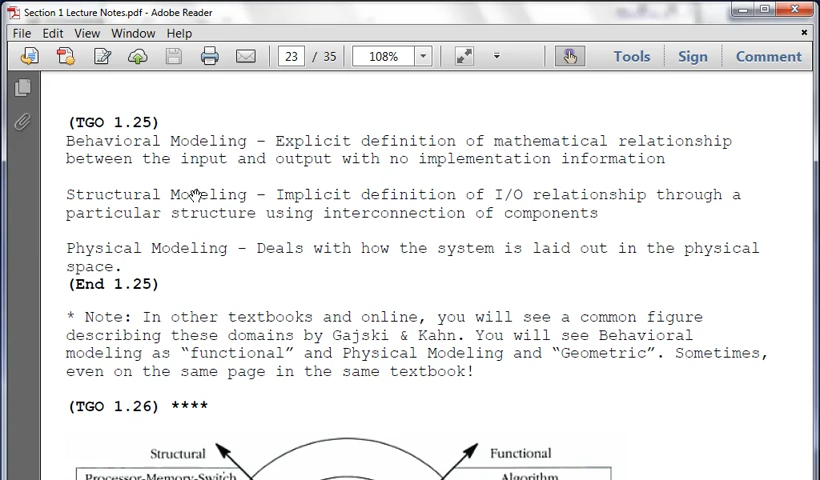 Section 1 Lecture Notes.pdf - Adobe Reader
File Edit View Window Help
23 / 35 108% Tools Sign Comment
(TGO 1.25)
Behavioral Modeling – Explicit definition of mathematical relationship
between the input and output with no implementation information
Structural Modeling – Implicit definition of I/O relationship through a
particular structure using interconnection of components
Physical Modeling – Deals with how the system is laid out in the physical
space.
(End 1.25)
* Note: In other textbooks and online, you will see a common figure
describing these domains by Gajski & Kahn. You will see Behavioral
modeling as “functional” and Physical Modeling and “Geometric”. Sometimes,
even on the same page in the same textbook!
(TGO 1.26) ****
Structural Functional
Processor-Memory-Switch Algorithm